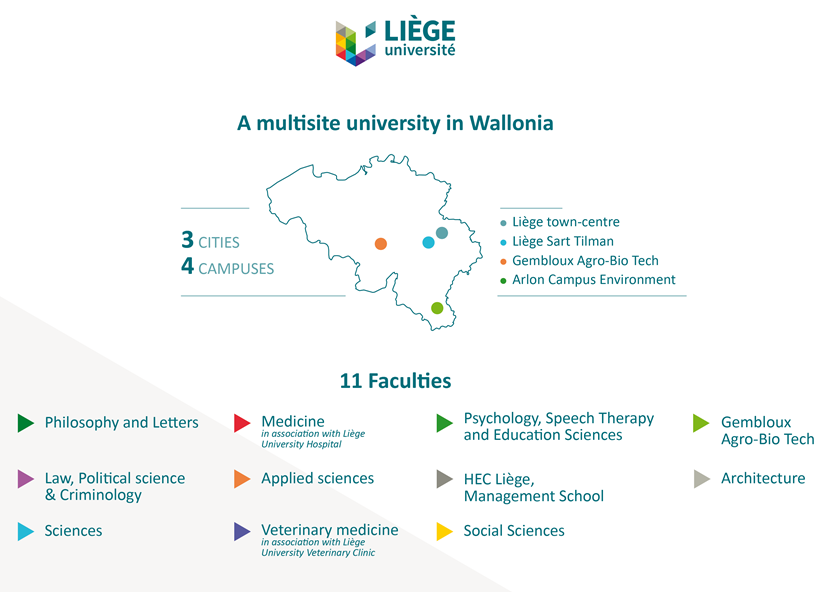 LIÈGE
université
A multisite university in Wallonia
3 CITIES
4 CAMPUSES
Liège town-centre
Liège Sart Tilman
Gembloux Agro-Bio Tech
Arlon Campus Environment
11 Faculties
Philosophy and Letters
Medicine
in association with Liège
University Hospital
Psychology, Speech Therapy
and Education Sciences
Gembloux
Agro-Bio Tech
Law, Political science
& Criminology
Applied sciences
HEC Liège,
Management School
Architecture
Sciences
Veterinary medicine
in association with Liège
University Veterinary Clinic
Social Sciences